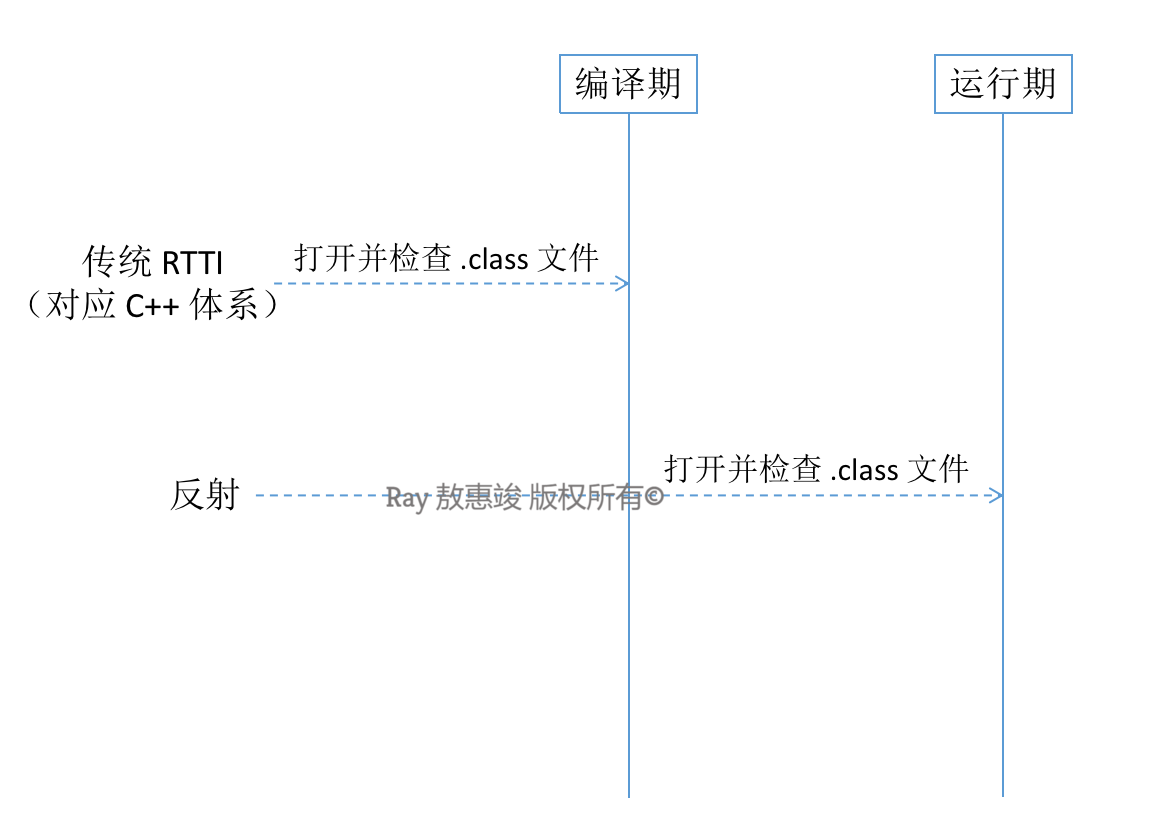 编译期
运行期
传统 RTTI
（对应 C++ 体系）
打开并检查 .class 文件
打开并检查 .class 文件
反射
Ray 敖惠竣 版权所有©